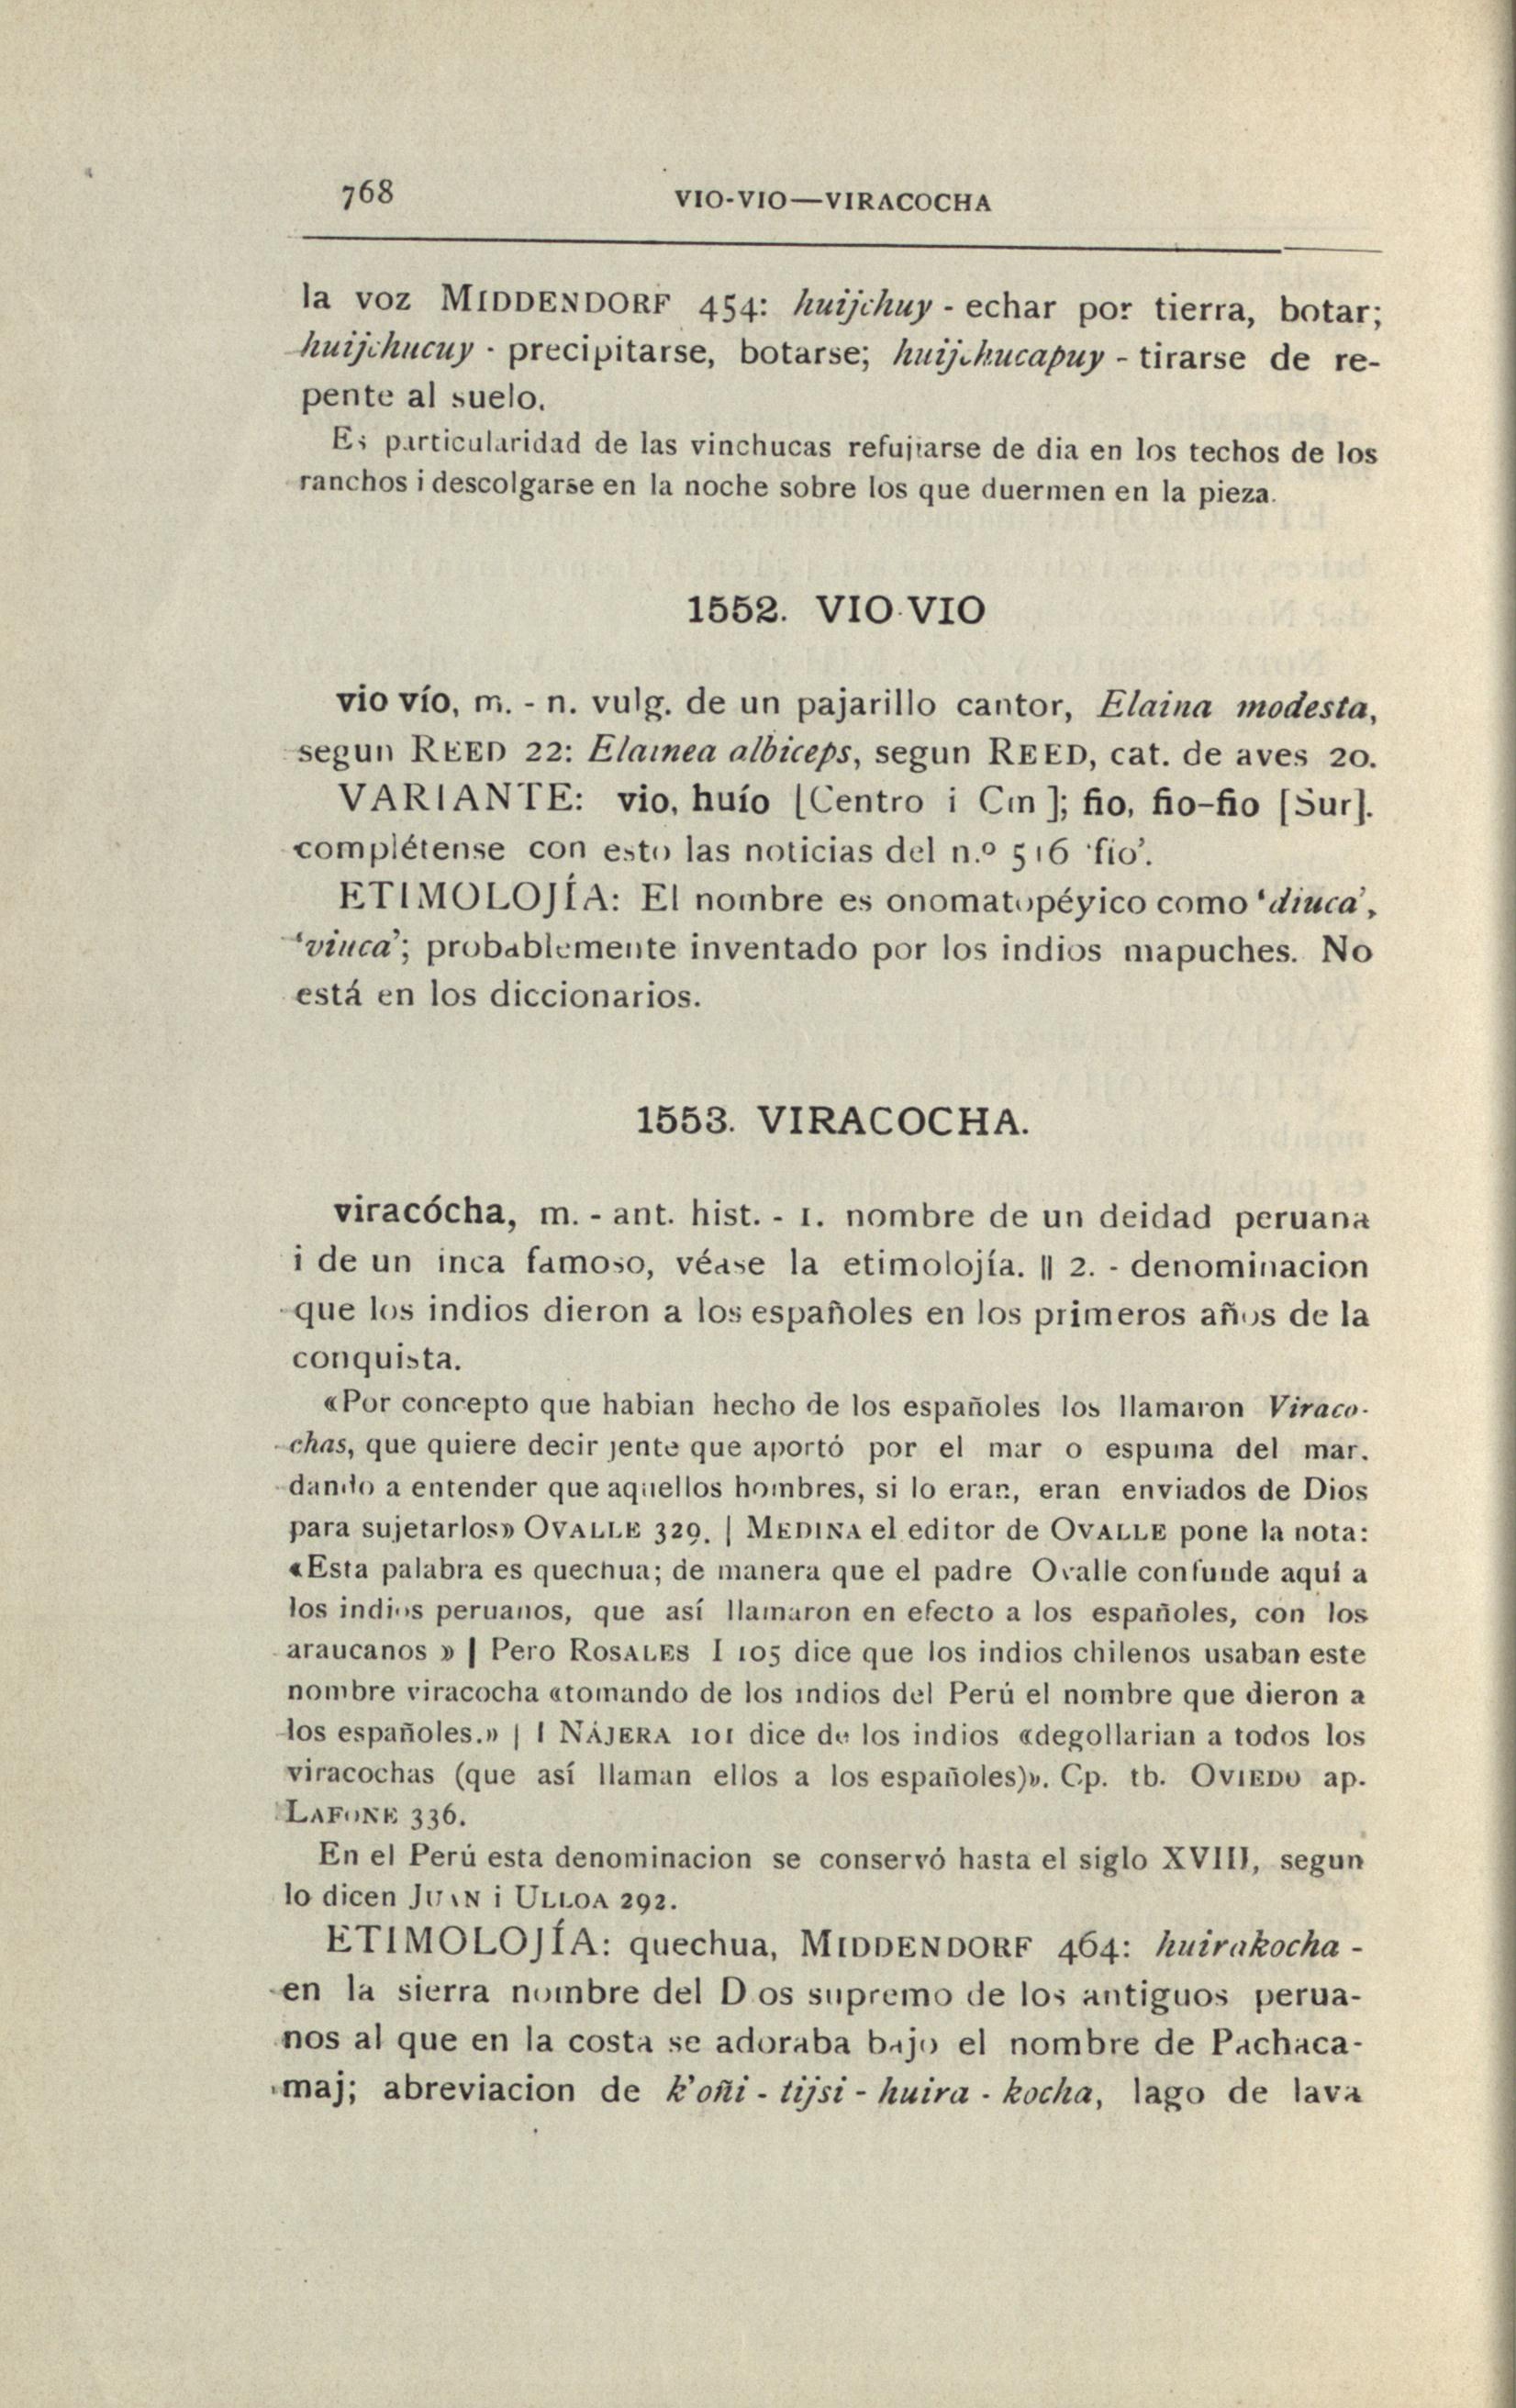 768
VIO-VIO—VIRACOCHA
la voz MIDDENDORF 454: huijchuy - echar por tierra, botar;
huijchucuy - precipitarse, botarse; huijchucapuy - tirarse de re-
pente al suelo.
Es particularidad de las vinchucas refujiarse de dia en los techos de los
ranchos i descolgarse en la noche sobre los que duermen en la pieza.
1552. VIO-VIO
vio vío, m. - n. vulg. de un pajarillo cantor, Elaina modesta,
segun REED 22: Elainea albiceps, segun REED, cat. de aves 20.
VARIANTE: vio, huío [Centro i Cm]; fio, fio-fio [Sur].
complétense con esto las noticias del n.º 516 'fio'.
ETIMOLOJÍA: El nombre es onomatopéyico como 'diuca',
'viuca'; probablemente inventado por los indios mapuches. No
está en los diccionarios.
1553. VIRACOCHA.
viracócha, m. - ant. hist. - 1. nombre de un deidad peruana
i de un inca famoso, véase la etimolojía. || 2. - denominacion
que los indios dieron a los españoles en los primeros años de la
conquista.
«Por concepto que habian hecho de los españoles los llamaron Viraco-
chas, que quiere decir jente que aportó por el mar o espuma del mar.
dando a entender que aquellos hombres, si lo eran, eran enviados de Dios
para sujetarlos» OVALLE 329. | MEDINA el editor de OVALLE pone la nota:
«Esta palabra es quechua; de manera que el padre Ovalle confunde aquí a
los indios peruanos, que así llamaron en efecto a los españoles, con los
araucanos » | Pero ROSALES I 105 dice que los indios chilenos usaban este
nombre viracocha «tomando de los indios del Perú el nombre que dieron a
los españoles.» | I NÁJERA 101 dice de los indios «degollarian a todos los
viracochas (que así llaman ellos a los españoles)». Cp. tb. OVIEDO ap.
LAFONE 336.
En el Perú esta denominacion se conservó hasta el siglo XVIII, segun
lo dicen JUAN i ULLOA 292.
ETIMOLOJÍA: quechua, MIDDENDORF 464: huirakocha -
en la sierra nombre del Dios supremo de los antiguos perua-
nos al que en la costa se adoraba bajo el nombre de Pachaca-
maj; abreviacion de k'oñi - tijsi - huira - kocha, lago de lava